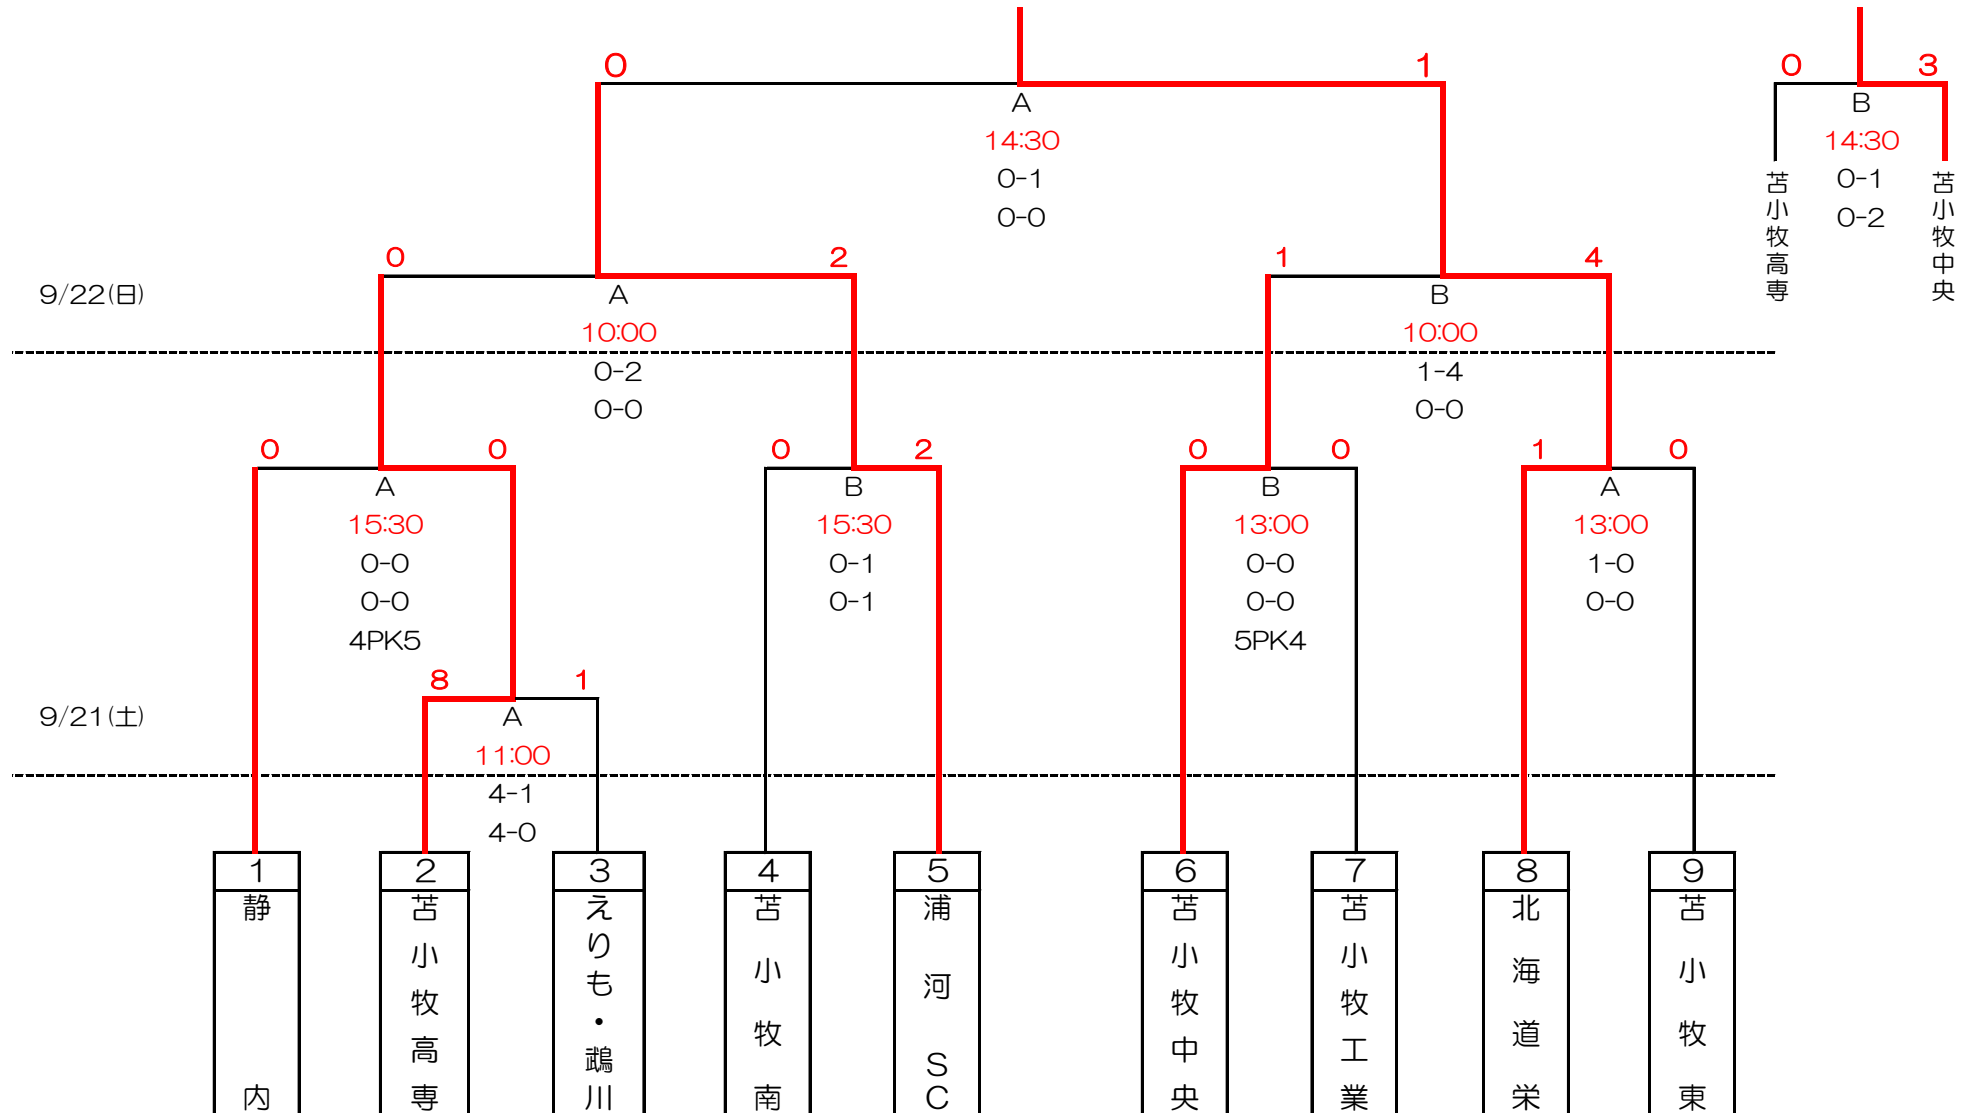 0 1 0 3
A B
14:30 14:30
0-1 0-1
0-0 0-2
苫小牧高専 苫小牧中央
0 2 1 4
9/22(日) A B
10:00 10:00
0-2 1-4
0-0 0-0
0 0 0 2 0 0 1 0
A B B A
15:30 15:30 13:00 13:00
0-0 0-1 0-0 1-0
0-0 0-1 0-0 0-0
4PK5 5PK4
8 1
9/21(土) A
11:00
4-1
4-0
1 2 3 4 5 6 7 8 9
静内
苫小牧高専
えりも・鵡川
苫小牧南
浦河SC
苫小牧中央
苫小牧工業
北海道栄
苫小牧東